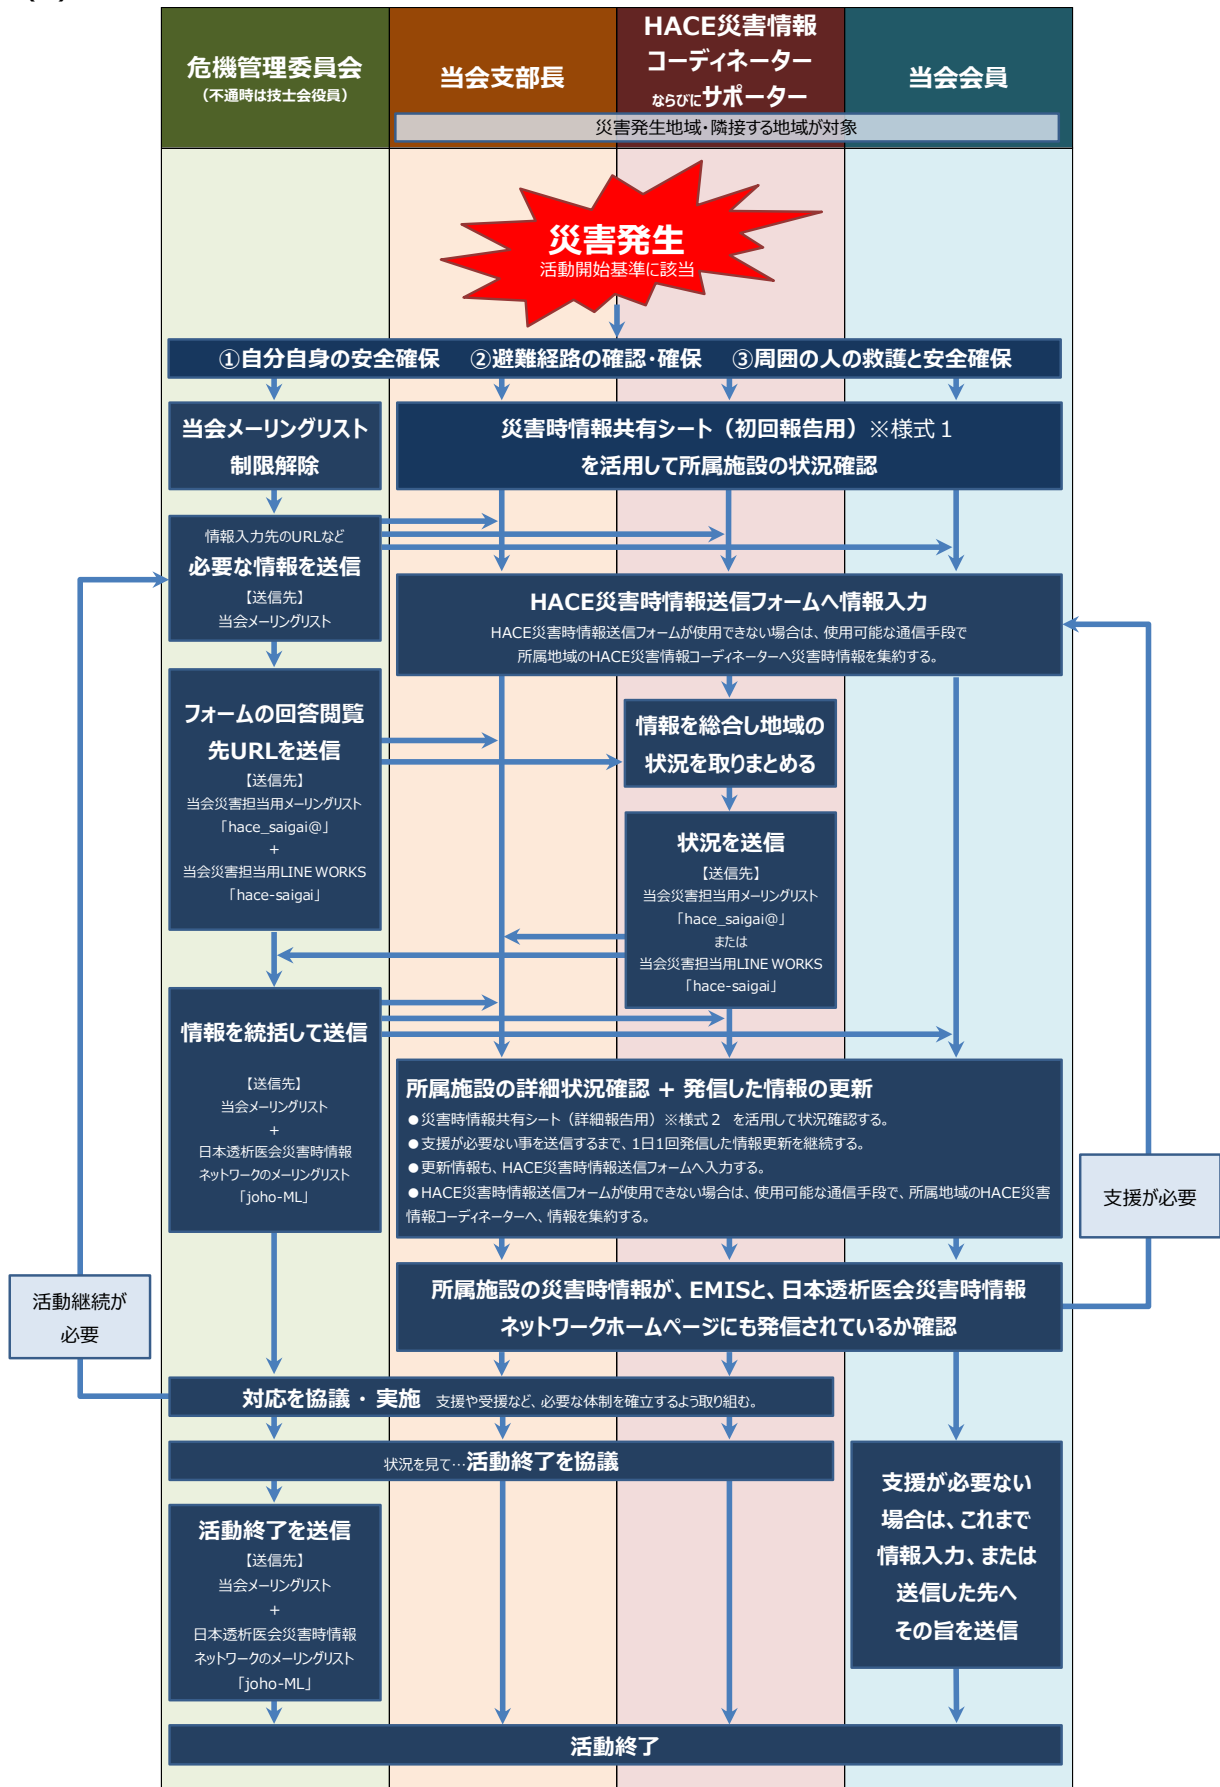 危機管理委員会
（不通時は技士会役員）
当会支部長
HACE災害情報
コーディネーター
ならびにサポーター
当会会員
災害発生地域・隣接する地域が対象
災害発生
活動開始基準に該当
①自分自身の安全確保　②避難経路の確認・確保　③周囲の人の救護と安全確保
当会メーリングリスト
制限解除
災害時情報共有シート（初回報告用）※様式１
を活用して所属施設の状況確認
情報入力先のURLなど
必要な情報を送信
【送信先】
当会メーリングリスト
HACE災害時情報送信フォームへ情報入力
HACE災害時情報送信フォームが使用できない場合は、使用可能な通信手段で
所属地域のHACE災害情報コーディネーターへ災害時情報を集約する。
フォームの回答閲覧
先URLを送信
【送信先】
当会災害担当用メーリングリスト
「hace_saigai@」
+
当会災害担当用LINE WORKS
「hace-saigai」
情報を総合し地域の
状況を取りまとめる
状況を送信
【送信先】
当会災害担当用メーリングリスト
「hace_saigai@」
または
当会災害担当用LINE WORKS
「hace-saigai」
情報を統括して送信
【送信先】
当会メーリングリスト
+
日本透析医会災害時情報
ネットワークのメーリングリスト
「joho-ML」
所属施設の詳細状況確認 + 発信した情報の更新
●災害時情報共有シート（詳細報告用）※様式２　を活用して状況確認する。
●支援が必要ない事を送信するまで、1日1回発信した情報更新を継続する。
●更新情報も、HACE災害時情報送信フォームへ入力する。
●HACE災害時情報送信フォームが使用できない場合は、使用可能な通信手段で、所属地域のHACE災害
情報コーディネーターへ、情報を集約する。
支援が必要
所属施設の災害時情報が、EMISと、日本透析医会災害時情報
ネットワークホームページにも発信されているか確認
活動継続が
必要
対応を協議・実施　支援や受援など、必要な体制を確立するよう取り組む。
状況を見て…活動終了を協議
活動終了を送信
【送信先】
当会メーリングリスト
+
日本透析医会災害時情報
ネットワークのメーリングリスト
「joho-ML」
支援が必要ない
場合は、これまで
情報入力、または
送信した先へ
その旨を送信
活動終了